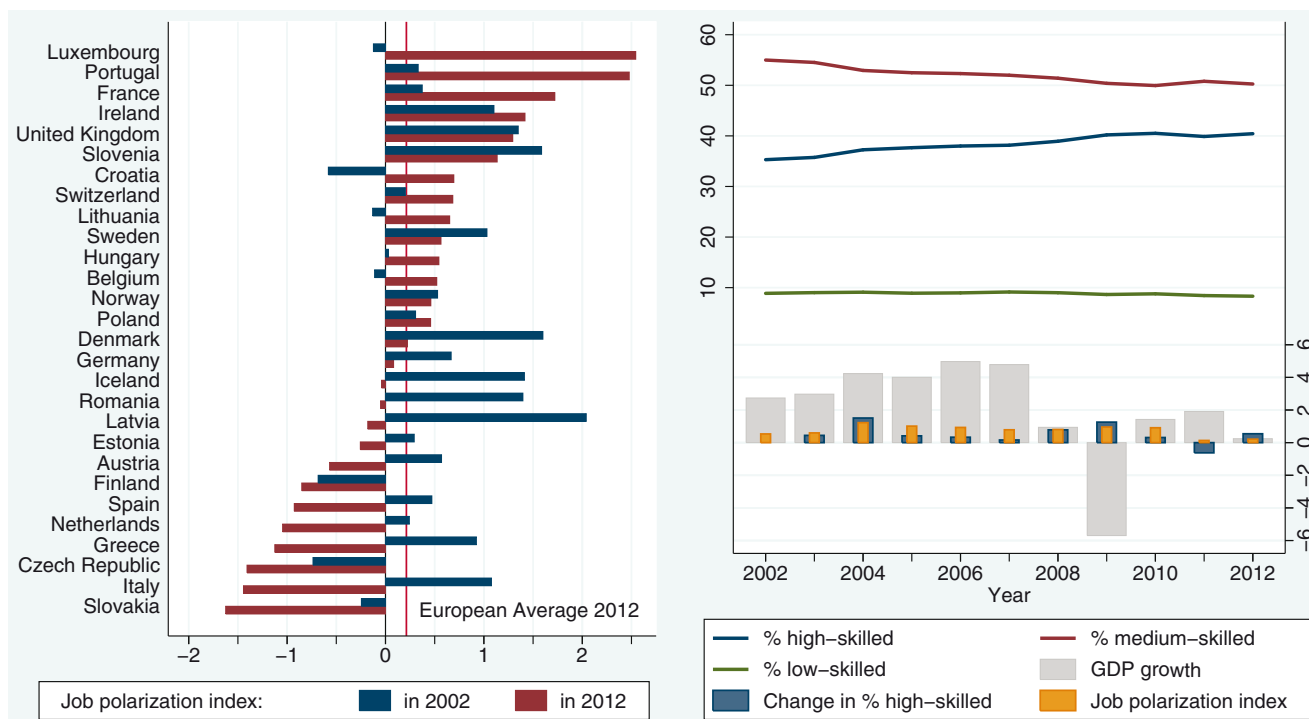 Luxembourg
Portugal
France
Ireland
United Kingdom
Slovenia
Croatia
Switzerland
Lithuania
Sweden
Hungary
Belgium
Norway
Poland
Denmark
Germany
Iceland
Romania
Latvia
Estonia
Austria
Finland
Spain
Netherlands
Greece
Czech Republic
Italy
Slovakia
European Average 2012
−2 −1 0 1 2
Job polarization index: in 2002 in 2012
60
50
40
30
20
10
6
4
2
0
−2
−4
−6
2002 2004 2006 2008 2010 2012
Year
% high−skilled % medium−skilled
% low−skilled GDP growth
Change in % high−skilled Job polarization index